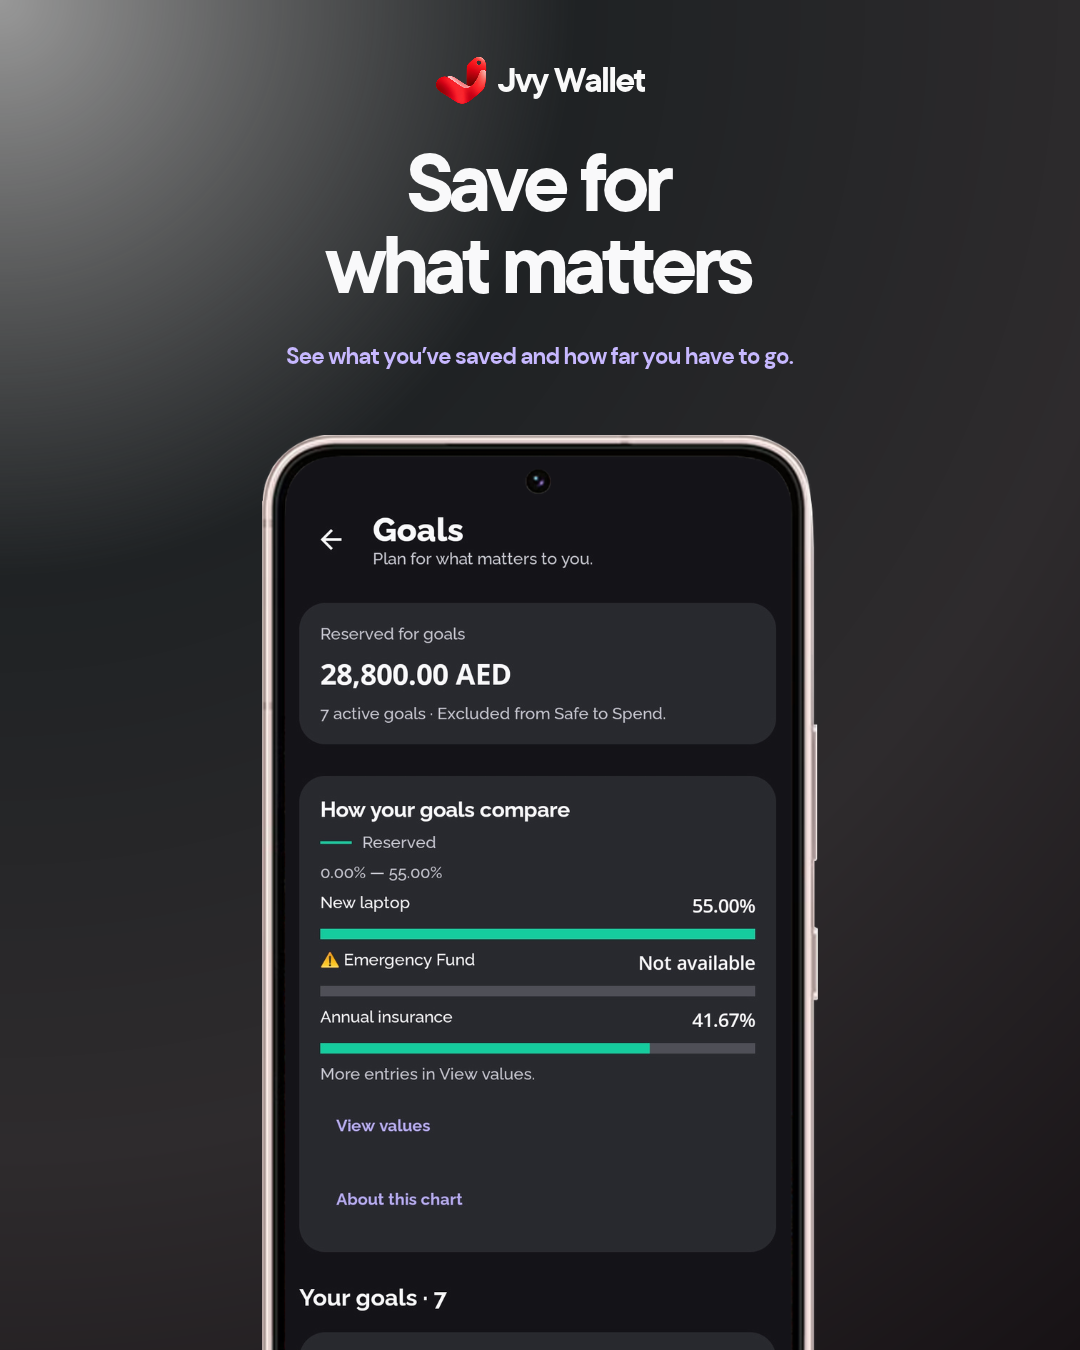 Jvy Wallet
Save for
what matters
See what you’ve saved and how far you have to go.
Goals
Plan for what matters to you.
Reserved for goals
28,800.00 AED
7 active goals · Excluded from Safe to Spend.
How your goals compare
Reserved
0.00% — 55.00%
New laptop 55.00%
⚠️ Emergency Fund Not available
Annual insurance 41.67%
More entries in View values.
View values
About this chart
Your goals · 7